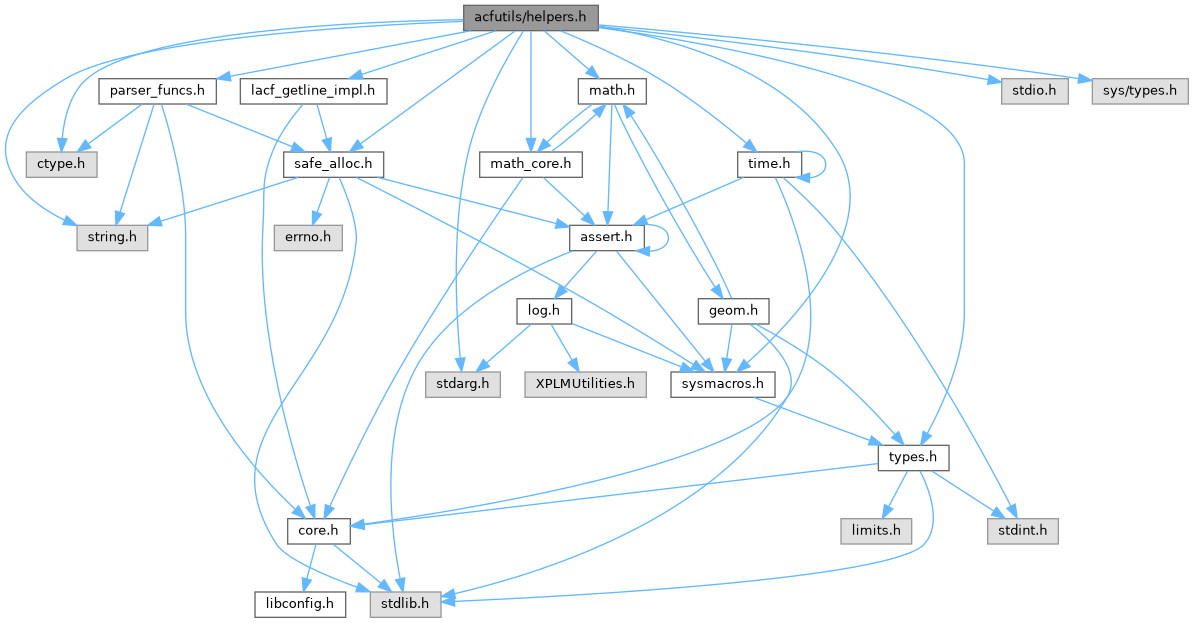 acfutils/helpers.h
parser_funcs.h
lacf_getline_impl.h
math.h
stdio.h
sys/types.h
ctype.h
safe_alloc.h
math_core.h
time.h
string.h
errno.h
assert.h
log.h
geom.h
stdarg.h
XPLMUtilities.h
sysmacros.h
types.h
core.h
limits.h
stdint.h
libconfig.h
stdlib.h